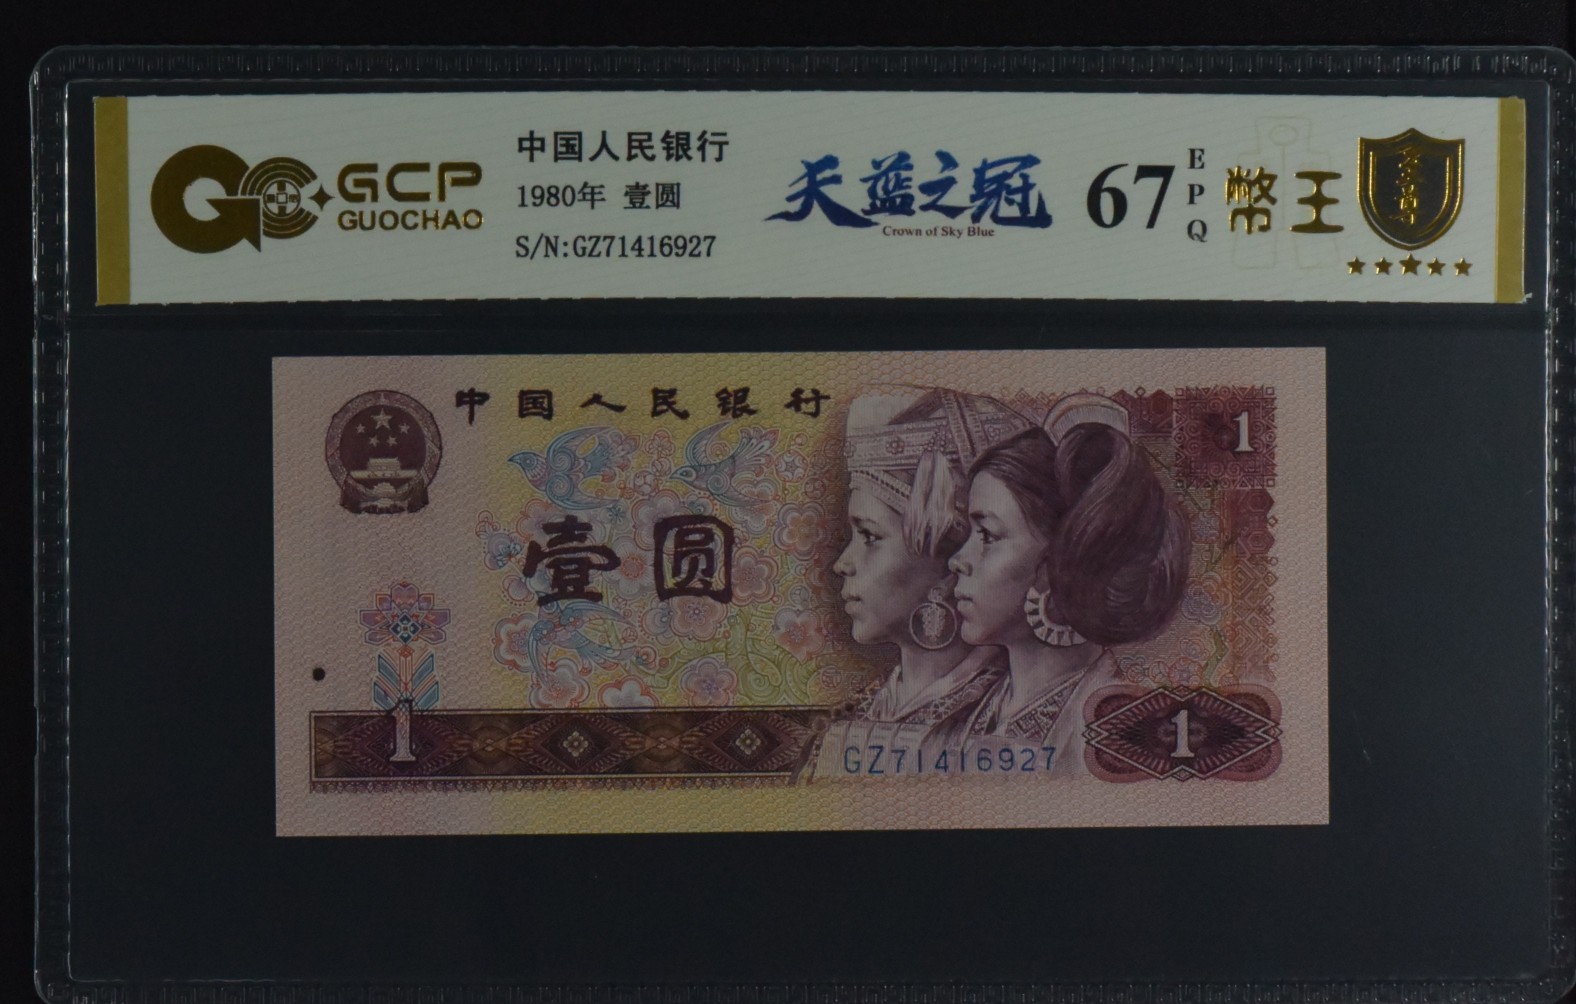 GCP
GUOCHAO
中国人民银行
1980年 壹圆
S/N:GZ71416927
天蓝之冠
Crown of Sky Blue
67
EPQ
幣王
中国人民银行
1
壹圆
1
GZ71416927
1